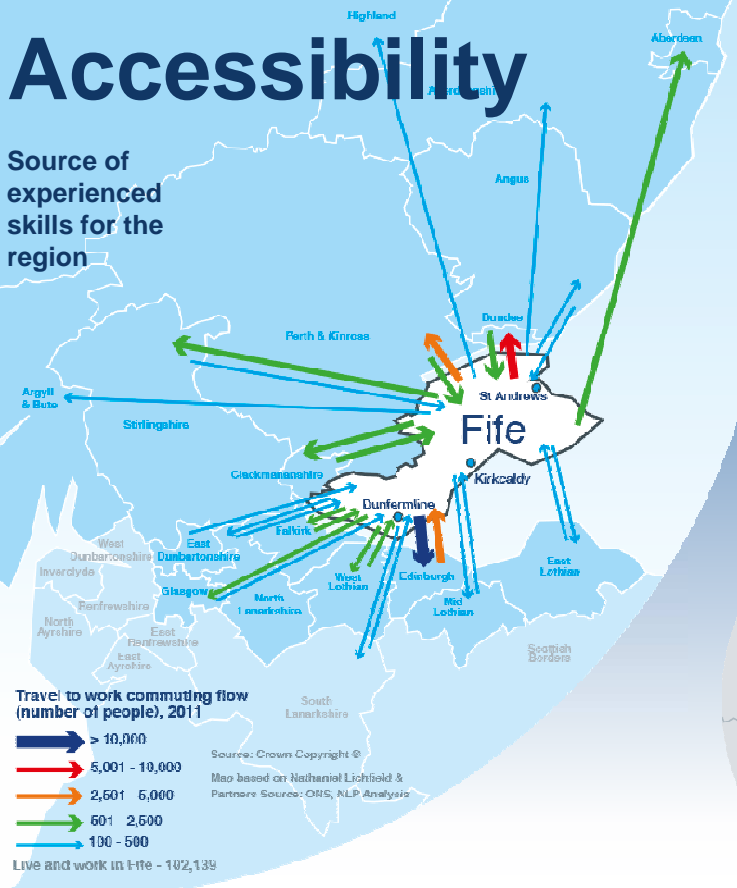 Highland
Accessibility
Aberdeen
Source of
experienced
skills for the
region
Angus
Dundee
Perth & Kinross
Argyll
& Bute
St Andrews
Stirlingshire
Fife
Clackmananshire
Kirkcaldy
Dunfermline
Falkirk
West
Dunbartonshire
East
Dunbartonshire
Inverclyde
West
Lothian
Edinburgh
East
Lothian
Glasgow
North
Lanarkshire
Mid
Lothian
Renfrewshire
North
Ayrshire
East
Renfrewshire
East
Ayrshire
Scottish
Borders
South
Lanarkshire
Travel to work commuting flow
(number of people), 2011
> 10,000
5,001 - 10,000
2,501 - 5,000
501 - 2,500
100 - 500
Source: Crown Copyright ©
Map based on Nathaniel Lichfield &
Partners Source: ONS, NLP Analysis
Live and work in Fife - 102,139